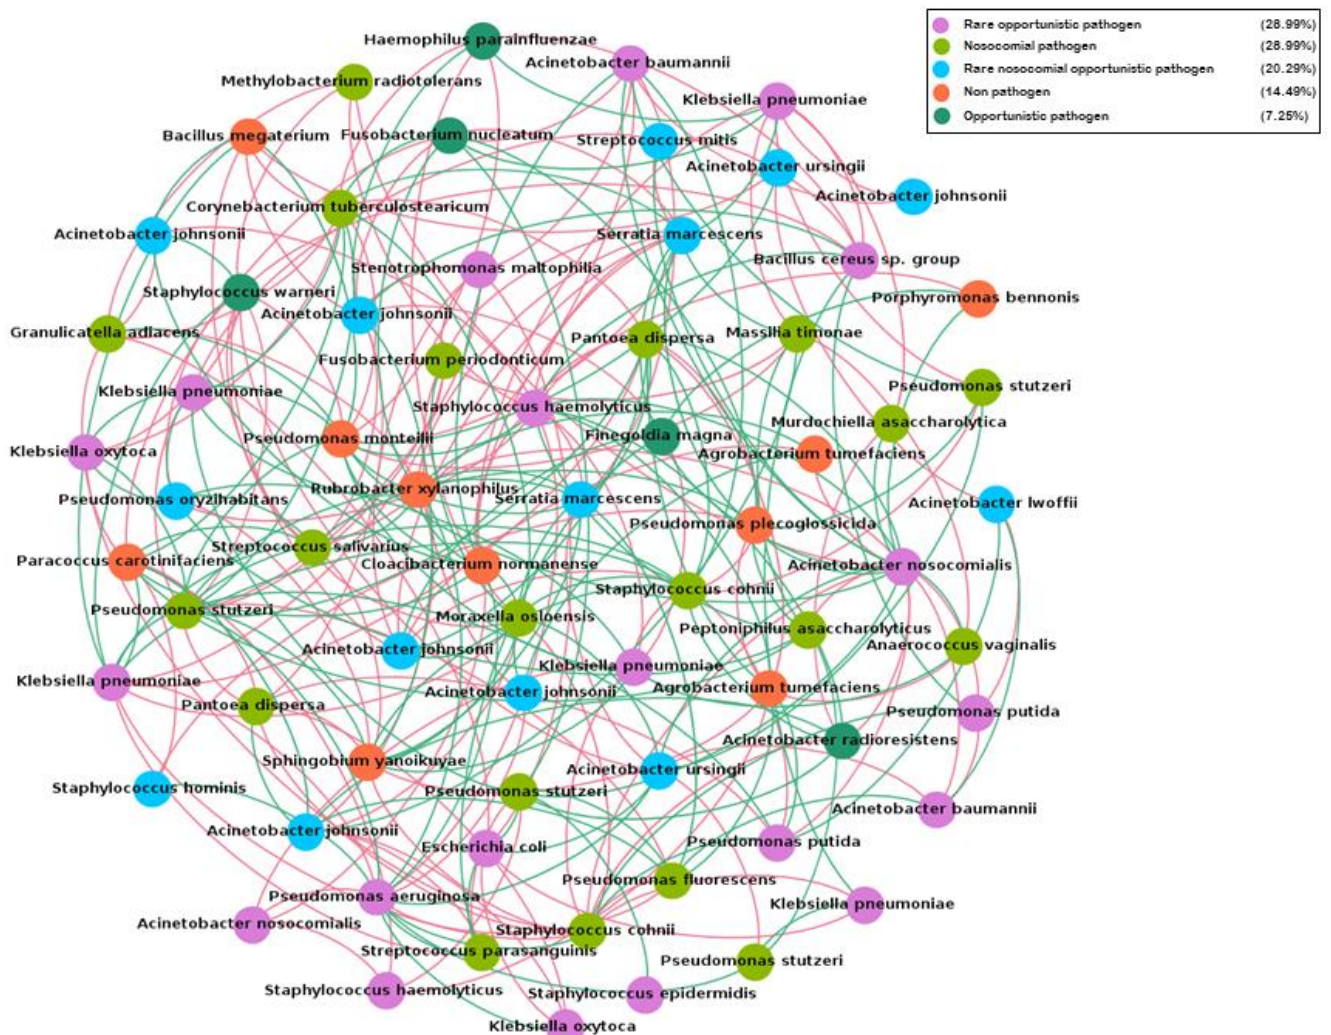 Rare opportunistic pathogen (28.99%)
Nosocomial pathogen (28.99%)
Rare nosocomial opportunistic pathogen (20.29%)
Non pathogen (14.49%)
Opportunistic pathogen (7.25%)
Haemophilus parainfluenzae
Acinetobacter baumannii
Methylobacterium radiotolerans
Klebsiella pneumoniae
Bacillus megaterium
Fusobacterium nucleatum
Streptococcus mitis
Acinetobacter ursingii
Acinetobacter johnsonii
Corynebacterium tuberculostearicum
Acinetobacter johnsonii
Serratia marcescens
Bacillus cereus sp. group
Stenotrophomonas maltophilia
Staphylococcus warneri
Porphyromonas bennonis
Acinetobacter johnsonii
Granulicatella adiacens
Pantoea dispersa
Massilia timonae
Fusobacterium periodonticum
Pseudomonas stutzeri
Klebsiella pneumoniae
Staphylococcus haemolyticus
Murdochiella asaccharolytica
Pseudomonas monteilii
Finegoldia magna
Klebsiella oxytoca
Agrobacterium tumefaciens
Rubrobacter xylanophilus
Pseudomonas oryzihabitans
Serratia marcescens
Acinetobacter lwoffii
Pseudomonas plecoglossicida
Streptococcus salivarius
Paracoccus carotinifaciens
Cloacibacterium normanense
Acinetobacter nosocomialis
Staphylococcus cohnii
Pseudomonas stutzeri
Moraxella osloensis
Peptoniphilus asaccharolyticus
Anaerococcus vaginalis
Acinetobacter johnsonii
Klebsiella pneumoniae
Klebsiella pneumoniae
Acinetobacter johnsonii
Agrobacterium tumefaciens
Pantoea dispersa
Pseudomonas putida
Acinetobacter radioresistens
Sphingobium yanoikuyae
Acinetobacter ursingii
Staphylococcus hominis
Pseudomonas stutzeri
Acinetobacter baumannii
Acinetobacter johnsonii
Escherichia coli
Pseudomonas putida
Pseudomonas fluorescens
Pseudomonas aeruginosa
Klebsiella pneumoniae
Acinetobacter nosocomialis
Staphylococcus cohnii
Streptococcus parasanguinis
Pseudomonas stutzeri
Staphylococcus haemolyticus
Staphylococcus epidermidis
Klebsiella oxytoca